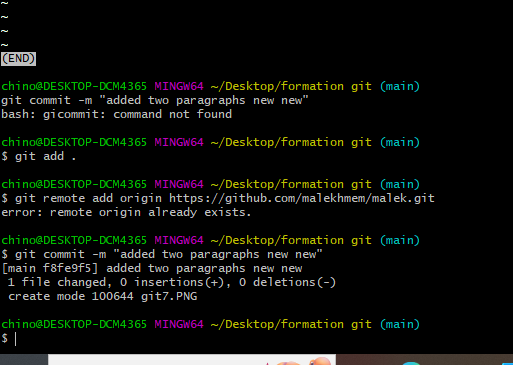 ~
~
~
~
(END)
chino@DESKTOP-DCM4365 MINGW64 ~/Desktop/formation git (main)
git commit -m "added two paragraphs new new"
bash: gicommit: command not found
chino@DESKTOP-DCM4365 MINGW64 ~/Desktop/formation git (main)
$ git add .
chino@DESKTOP-DCM4365 MINGW64 ~/Desktop/formation git (main)
$ git remote add origin https://github.com/malekhmem/malek.git
error: remote origin already exists.
chino@DESKTOP-DCM4365 MINGW64 ~/Desktop/formation git (main)
$ git commit -m "added two paragraphs new new"
[main f8fe9f5] added two paragraphs new new
 1 file changed, 0 insertions(+), 0 deletions(-)
 create mode 100644 git7.PNG
chino@DESKTOP-DCM4365 MINGW64 ~/Desktop/formation git (main)
$